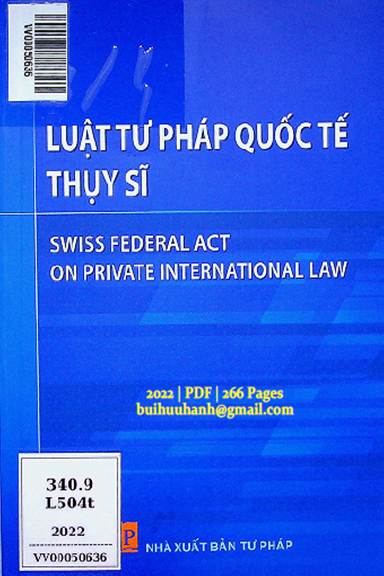 VV00050636
LUẬT TƯ PHÁP QUỐC TẾ
THỤY SĨ
SWISS FEDERAL ACT
ON PRIVATE INTERNATIONAL LAW
2022 | PDF | 266 Pages
buihuuhanh@gmail.com
340.9
L504t
2022
VV00050636
P
NHÀ XUẤT BẢN TƯ PHÁP